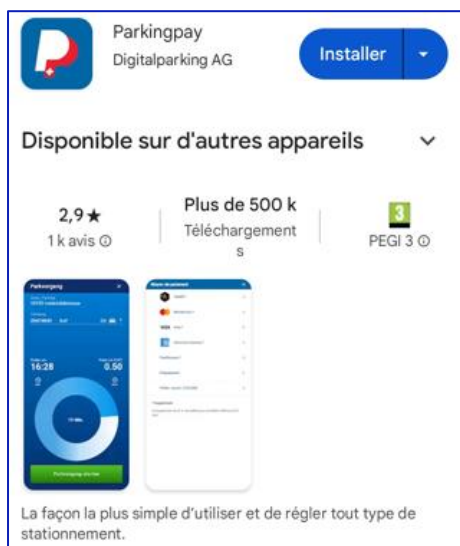 Parkingpay
Digitalparking AG
Installer
Disponible sur d'autres appareils
2,9★
1 k avis ⓘ
Plus de 500 k
Téléchargement
s
3
PEGI 3 ⓘ
Parkvorgang
16:28
0.50
VISA
La façon la plus simple d'utiliser et de régler tout type de
stationnement.